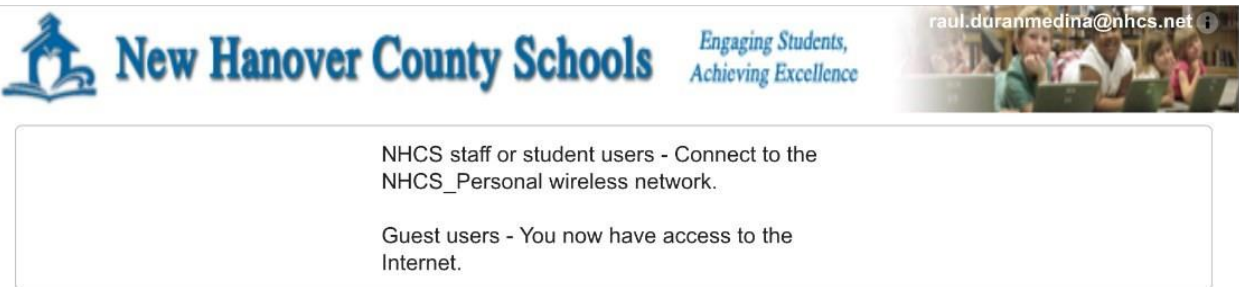 New Hanover County Schools
Engaging Students,
Achieving Excellence
raul.duranmedina@nhcs.net
NHCS staff or student users - Connect to the
NHCS_Personal wireless network.
Guest users - You now have access to the
Internet.